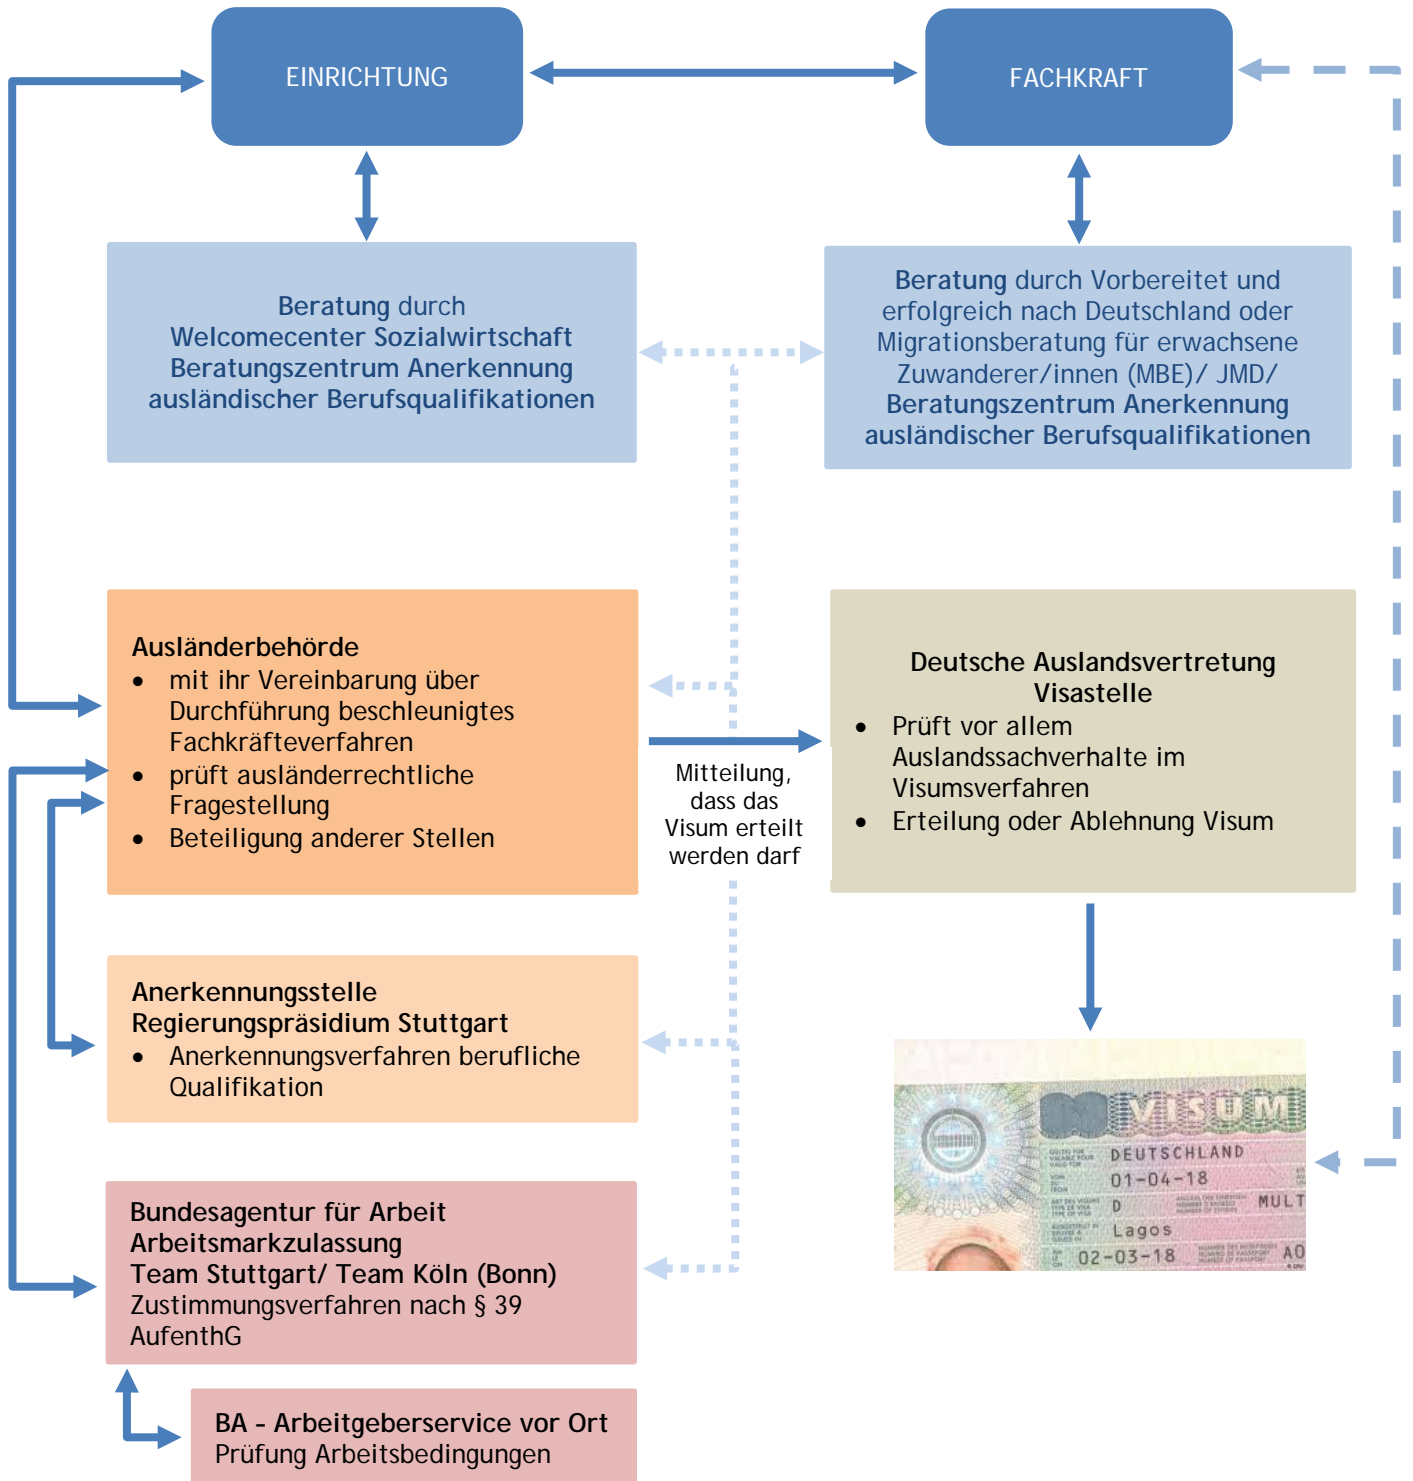 EINRICHTUNG
FACHKRAFT
Beratung durch
Welcomecenter Sozialwirtschaft
Beratungszentrum Anerkennung
ausländischer Berufsqualifikationen
Beratung durch Vorbereitet und
erfolgreich nach Deutschland oder
Migrationsberatung für erwachsene
Zuwanderer/innen (MBE)/ JMD/
Beratungszentrum Anerkennung
ausländischer Berufsqualifikationen
Ausländerbehörde
• mit ihr Vereinbarung über
Durchführung beschleunigtes
Fachkräfteverfahren
• prüft ausländerrechtliche
Fragestellung
• Beteiligung anderer Stellen
Mitteilung,
dass das
Visum erteilt
werden darf
Deutsche Auslandsvertretung
Visastelle
• Prüft vor allem
Auslandssachverhalte im
Visumsverfahren
• Erteilung oder Ablehnung Visum
Anerkennungsstelle
Regierungspräsidium Stuttgart
• Anerkennungsverfahren berufliche
Qualifikation
VISUM
DEUTSCHLAND
01-04-18
D
MULT
Lagos
02-03-18
AO
Bundesagentur für Arbeit
Arbeitsmarkzulassung
Team Stuttgart/ Team Köln (Bonn)
Zustimmungsverfahren nach § 39
AufenthG
BA - Arbeitgeberservice vor Ort
Prüfung Arbeitsbedingungen